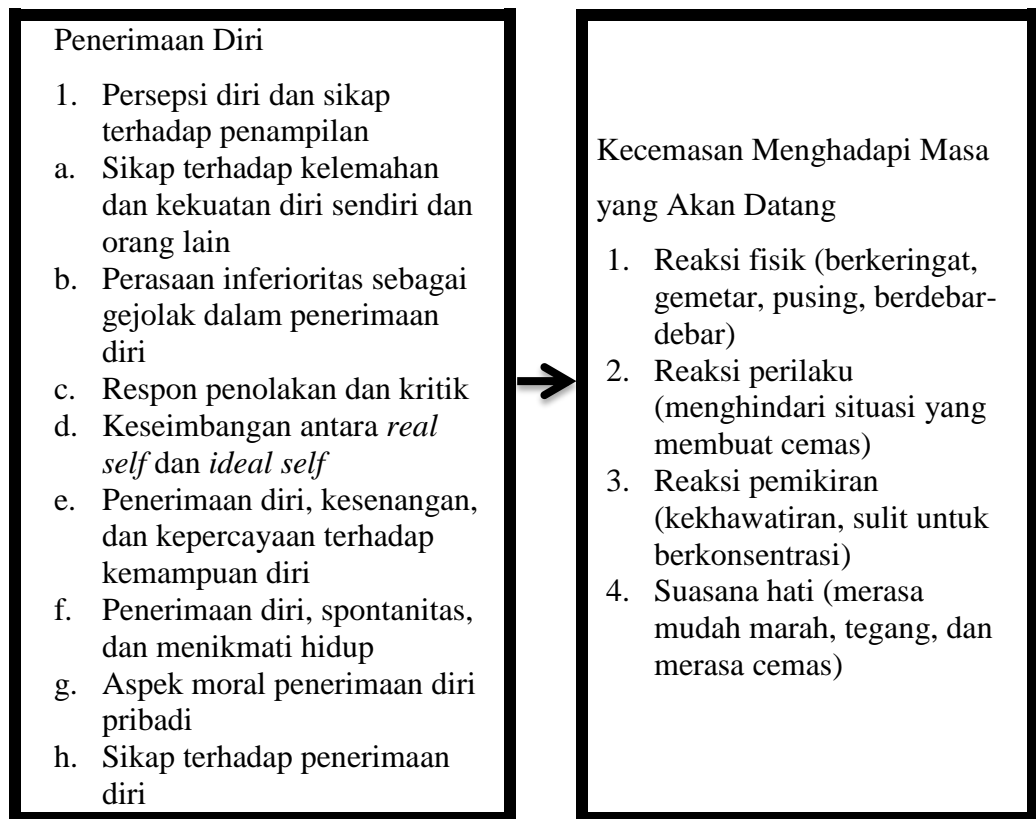 Penerimaan Diri
1. Persepsi diri dan sikap
terhadap penampilan
a. Sikap terhadap kelemahan
dan kekuatan diri sendiri dan
orang lain
b. Perasaan inferioritas sebagai
gejolak dalam penerimaan
diri
c. Respon penolakan dan kritik
d. Keseimbangan antara real
self dan ideal self
e. Penerimaan diri, kesenangan,
dan kepercayaan terhadap
kemampuan diri
f. Penerimaan diri, spontanitas,
dan menikmati hidup
g. Aspek moral penerimaan diri
pribadi
h. Sikap terhadap penerimaan
diri
Kecemasan Menghadapi Masa
yang Akan Datang
1. Reaksi fisik (berkeringat,
gemetar, pusing, berdebar-
debar)
2. Reaksi perilaku
(menghindari situasi yang
membuat cemas)
3. Reaksi pemikiran
(kekhawatiran, sulit untuk
berkonsentrasi)
4. Suasana hati (merasa
mudah marah, tegang, dan
merasa cemas)